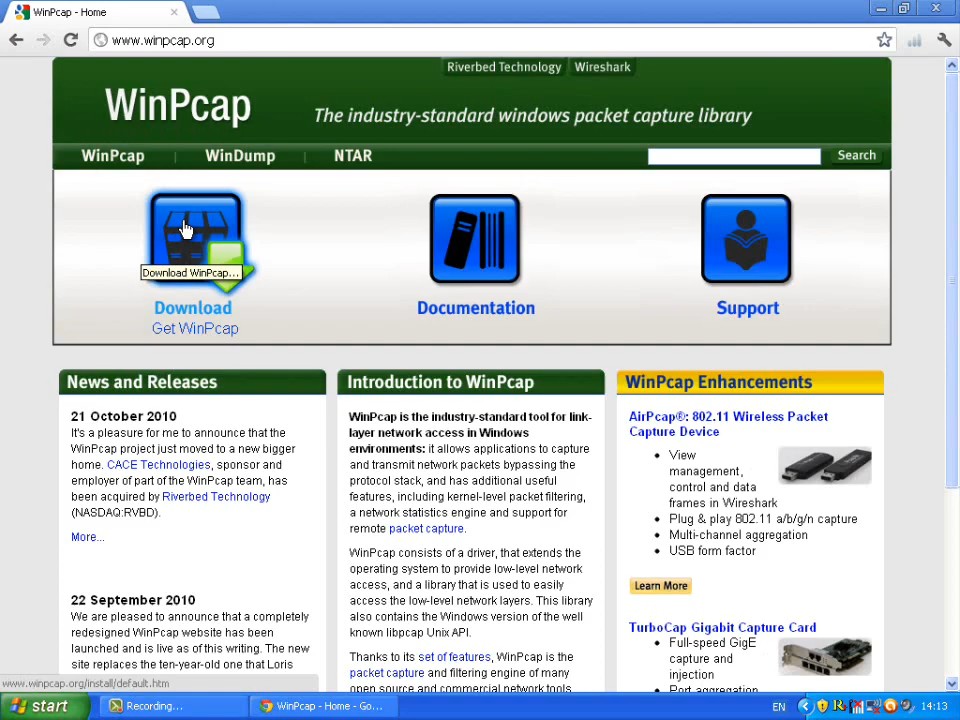 WinPcap - Home
www.winpcap.org
Riverbed Technology
Wireshark
WinPcap
The industry-standard windows packet capture library
WinPcap | WinDump | NTAR
Search
Download WinPcap...
Download
Get WinPcap
Documentation
Support
News and Releases
21 October 2010
It's a pleasure for me to announce that the
WinPcap project just moved to a new bigger
home. CACE Technologies, sponsor and
employer of part of the WinPcap team, has
been acquired by Riverbed Technology
(NASDAQ:RVBD).
More...
22 September 2010
We are pleased to announce that a completely
redesigned WinPcap website has been
launched and is live as of this writing. The new
site replaces the ten-year-old one that Loris
Introduction to WinPcap
WinPcap is the industry-standard tool for link-
layer network access in Windows
environments: it allows applications to capture
and transmit network packets bypassing the
protocol stack, and has additional useful
features, including kernel-level packet filtering,
a network statistics engine and support for
remote packet capture.
WinPcap consists of a driver, that extends the
operating system to provide low-level network
access, and a library that is used to easily
access the low-level network layers. This library
also contains the Windows version of the well
known libpcap Unix API.
Thanks to its set of features, WinPcap is the
packet capture and filtering engine of many
open source and commercial network tools
WinPcap Enhancements
AirPcap®: 802.11 Wireless Packet
Capture Device
View
management,
control and data
frames in Wireshark
Plug & play 802.11 a/b/g/n capture
Multi-channel aggregation
USB form factor
Learn More
TurboCap Gigabit Capture Card
Full-speed GigE
capture and
injection
Port aggregation
www.winpcap.org/install/default.htm
start
Recording...
WinPcap - Home - Go...
EN
14:13